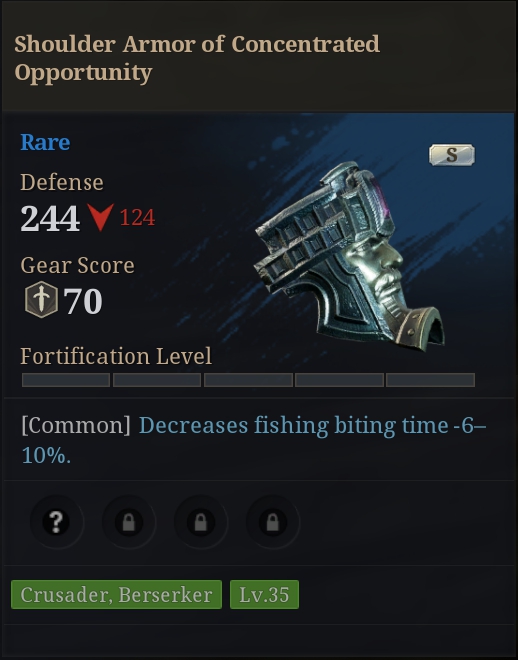 Shoulder Armor of Concentrated
Opportunity
Rare
S
Defense
244 124
Gear Score
70
Fortification Level
[Common] Decreases fishing biting time -6–
10%.
?
Crusader, Berserker Lv.35